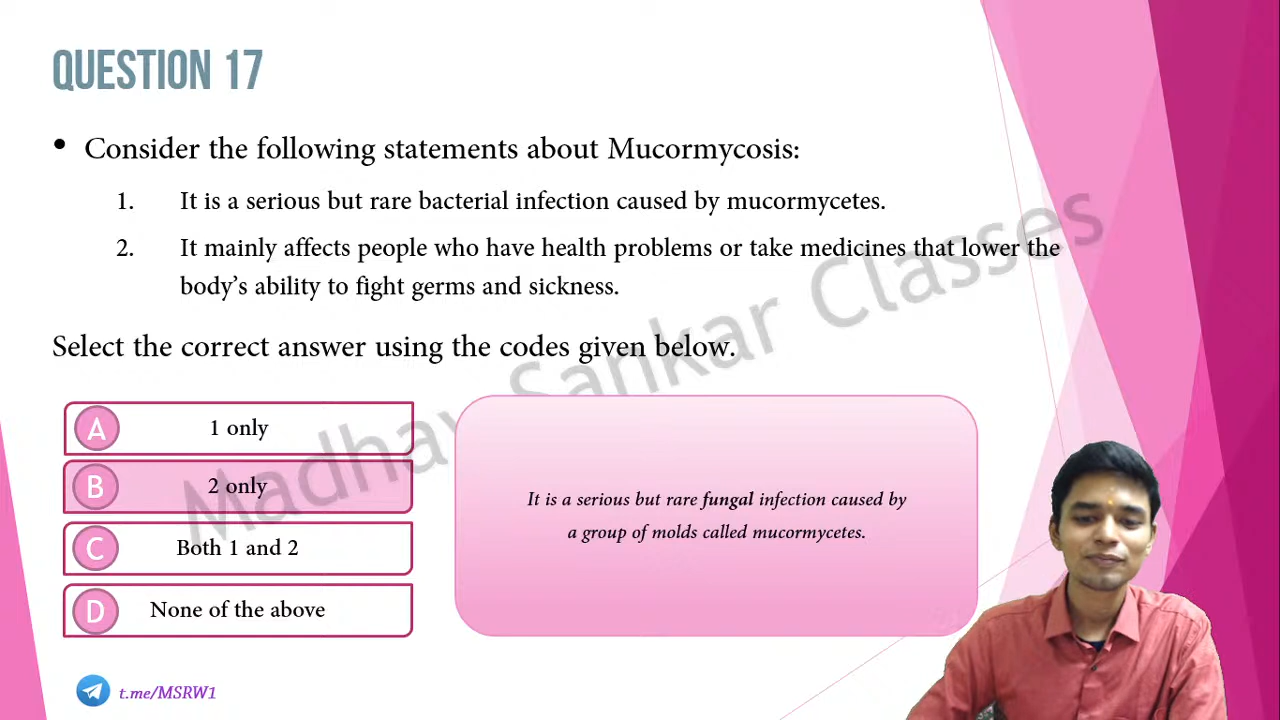 QUESTION 17
• Consider the following statements about Mucormycosis:
1. It is a serious but rare bacterial infection caused by mucormycetes.
2. It mainly affects people who have health problems or take medicines that lower the
body’s ability to fight germs and sickness.
Select the correct answer using the codes given below.
A 1 only
B 2 only
C Both 1 and 2
D None of the above
It is a serious but rare fungal infection caused by
a group of molds called mucormycetes.
Madhav Sankar Classes
t.me/MSRW1